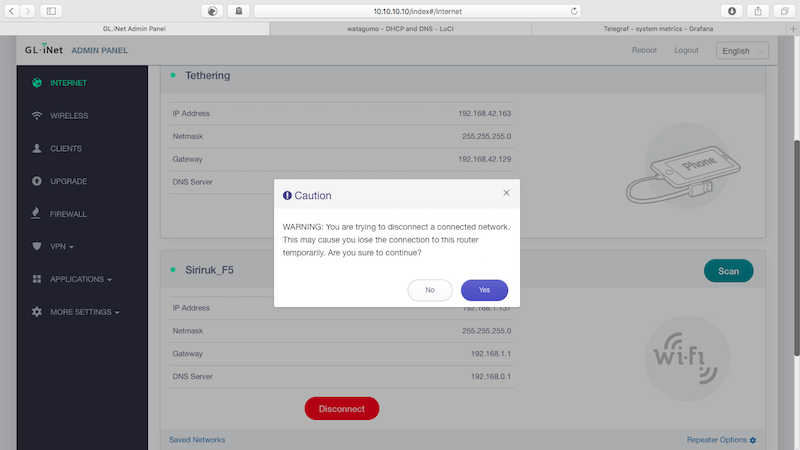 10.10.10.10/index#/internet
GL.iNet Admin Panel
watagumo - DHCP and DNS - LuCI
Telegraf - system metrics - Grafana
GL·iNet ADMIN PANEL
Reboot
Logout
English
INTERNET
WIRELESS
CLIENTS
UPGRADE
FIREWALL
VPN
APPLICATIONS
MORE SETTINGS
Tethering
IP Address 192.168.42.163
Netmask 255.255.255.0
Gateway 192.168.42.129
DNS Server
Phone
Caution
WARNING: You are trying to disconnect a connected network.
This may cause you lose the connection to this router
temporarily. Are you sure to continue?
No
Yes
Siriruk_F5
Scan
IP Address 192.168.1.137
Netmask 255.255.255.0
Gateway 192.168.1.1
DNS Server 192.168.0.1
Wi-Fi
Disconnect
Saved Networks
Repeater Options